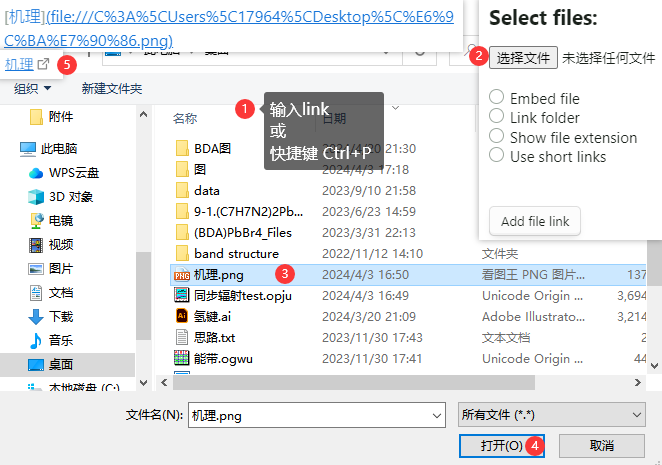 [机理](file:///C%3A%5CUsers%5C17964%5CDesktop%5C%E6%9
C%BA%E7%90%86.png)
机理
5
此电脑
桌面
组织
新建文件夹
Select files:
2
选择文件 未选择任何文件
Embed file
Link folder
Show file extension
Use short links
Add file link
1
输入link
或
快捷键 Ctrl+P
附件
此电脑
WPS云盘
3D 对象
电镜
视频
图片
文档
下载
音乐
桌面
本地磁盘 (C:)
名称 日期
BDA图 2024/4/20 21:30
图 2024/4/3 17:18
data 2023/9/10 21:58
9-1.(C7H7N2)2Pb... 2023/6/23 14:59
(BDA)PbBr4_Files 2023/3/31 22:13
band structure 2022/11/12 14:10 文件夹
机理.png 3 2024/4/3 16:50 看图王 PNG 图片... 137
同步辐射test.opju 2024/4/3 16:49 Unicode Origin ... 3,694
氢键.ai 2024/3/20 21:09 Adobe Illustrato... 3,214
思路.txt 2023/11/30 17:43 文本文档 2
能带.ogwu 2023/11/30 17:41 Unicode Origin ... 44
文件名(N): 机理.png 所有文件 (*.*)
打开(O) 4 取消